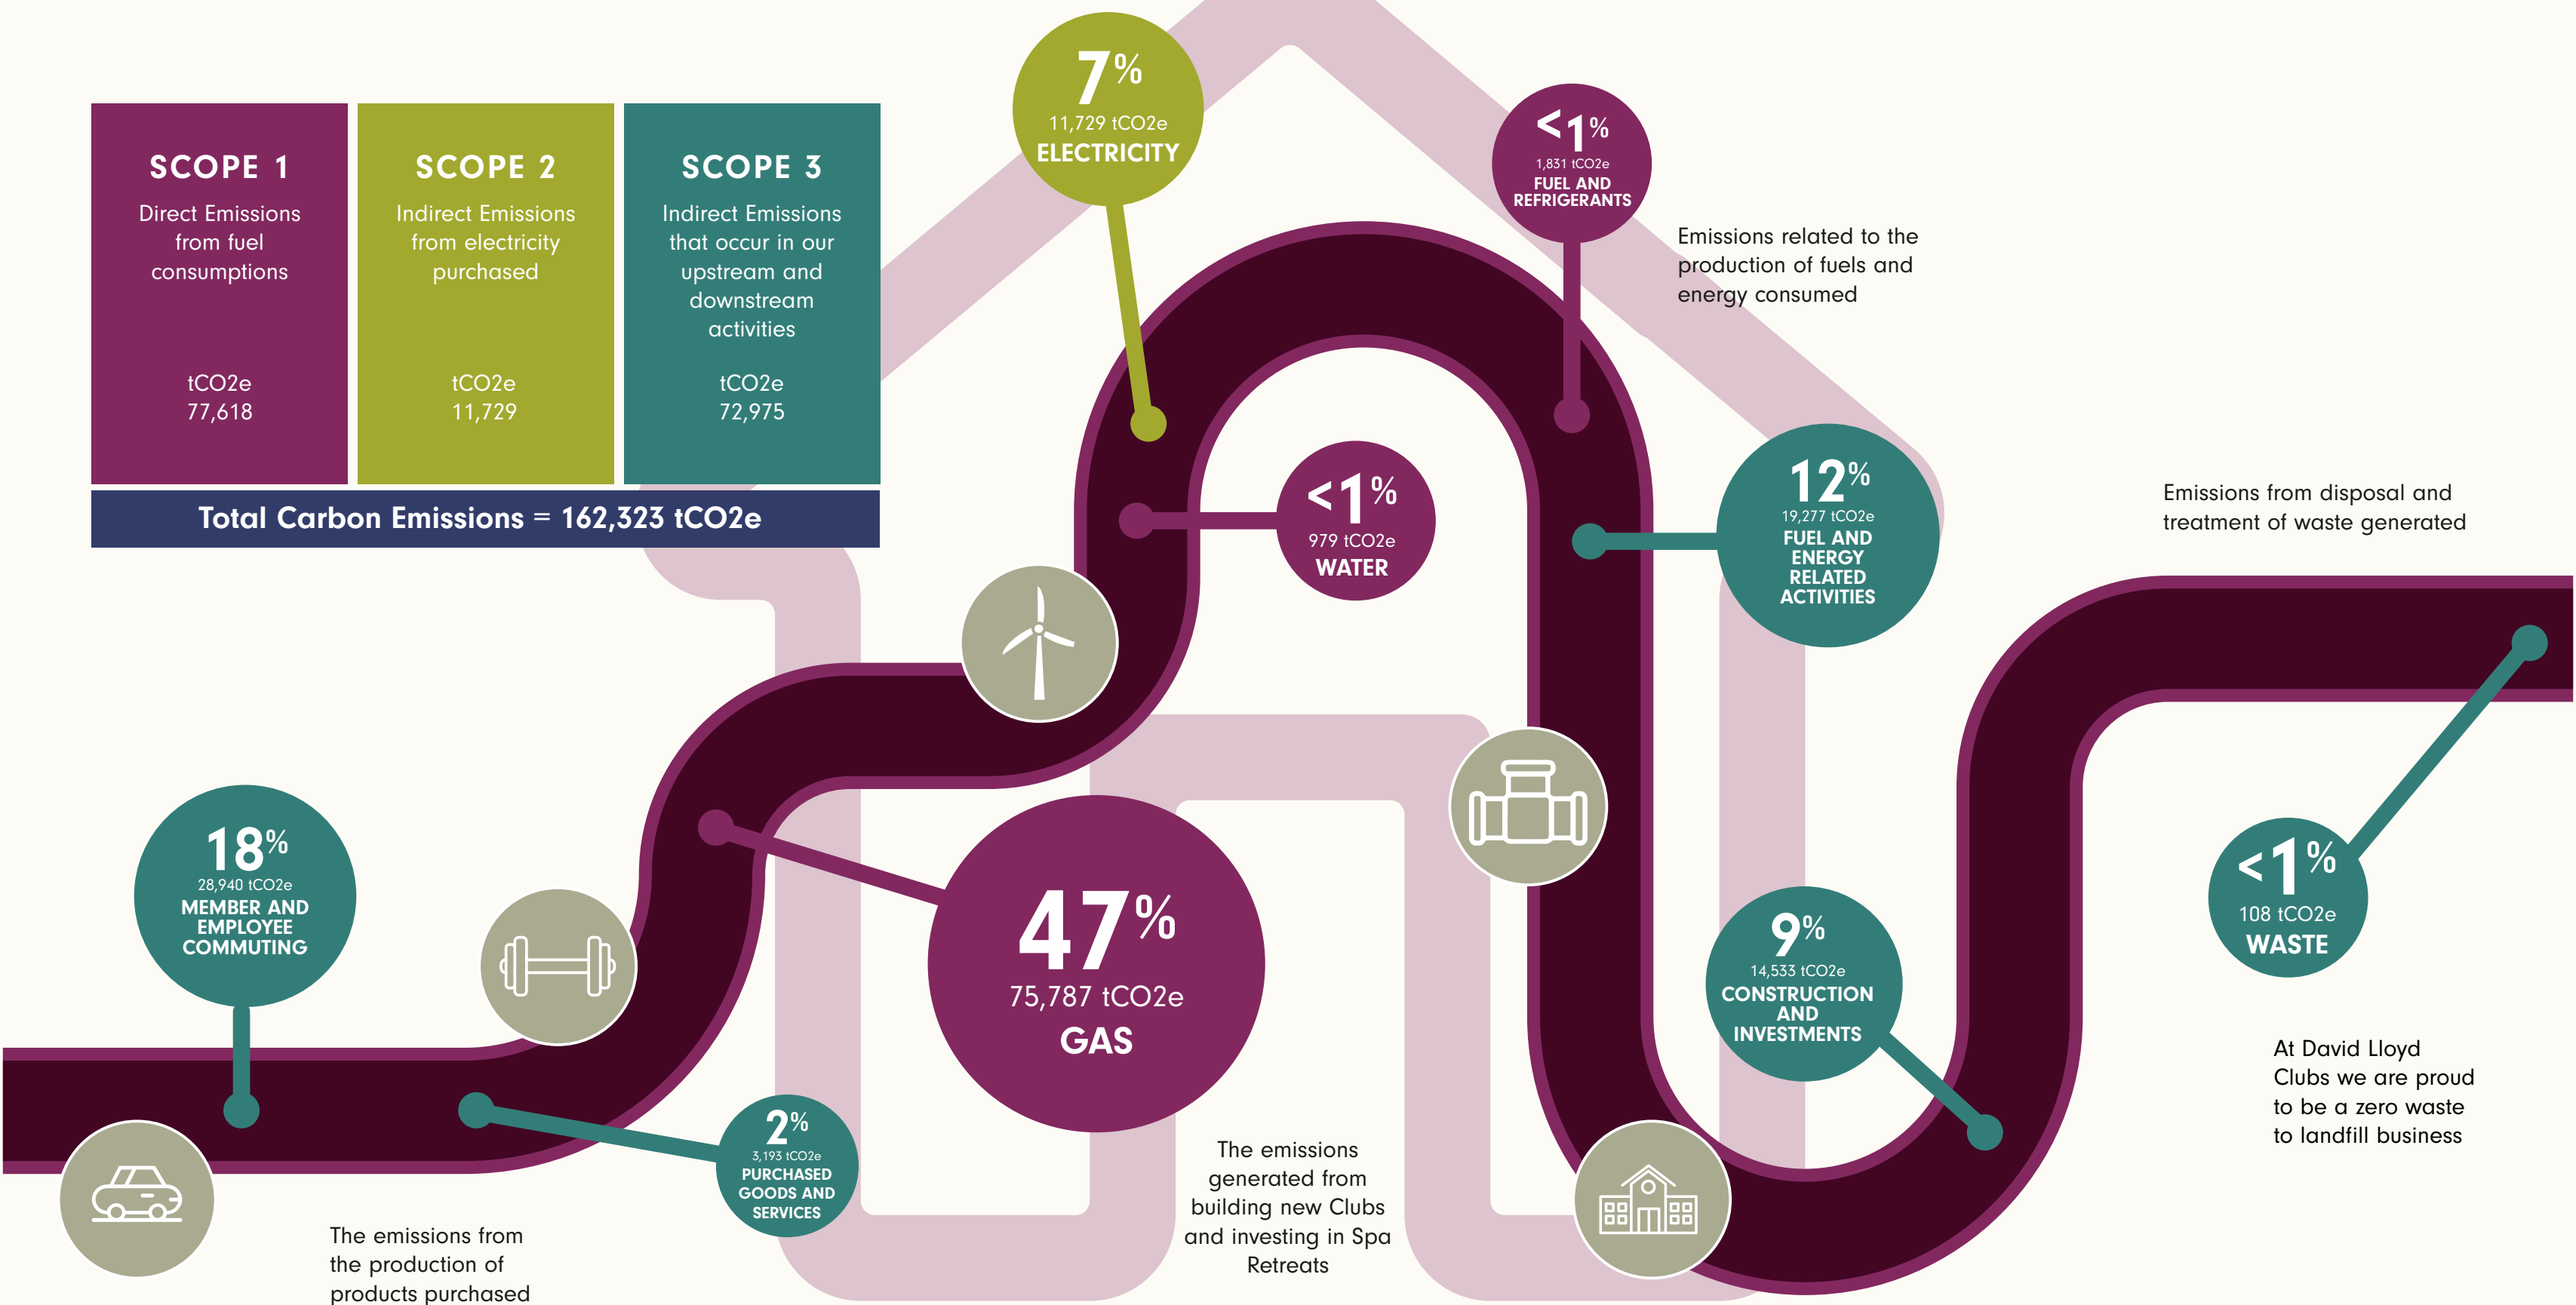 SCOPE 1
Direct Emissions
from fuel
consumptions
tCO2e
77,618
SCOPE 2
Indirect Emissions
from electricity
purchased
tCO2e
11,729
SCOPE 3
Indirect Emissions
that occur in our
upstream and
downstream
activities
tCO2e
72,975
Total Carbon Emissions = 162,323 tCO2e
7%
11,729 tCO2e
ELECTRICITY
<1%
1,831 tCO2e
FUEL AND
REFRIGERANTS
Emissions related to the
production of fuels and
energy consumed
<1%
979 tCO2e
WATER
12%
19,277 tCO2e
FUEL AND
ENERGY
RELATED
ACTIVITIES
Emissions from disposal and
treatment of waste generated
18%
28,940 tCO2e
MEMBER AND
EMPLOYEE
COMMUTING
47%
75,787 tCO2e
GAS
2%
3,193 tCO2e
PURCHASED
GOODS AND
SERVICES
The emissions from
the production of
products purchased
The emissions
generated from
building new Clubs
and investing in Spa
Retreats
9%
14,533 tCO2e
CONSTRUCTION
AND
INVESTMENTS
<1%
108 tCO2e
WASTE
At David Lloyd
Clubs we are proud
to be a zero waste
to landfill business